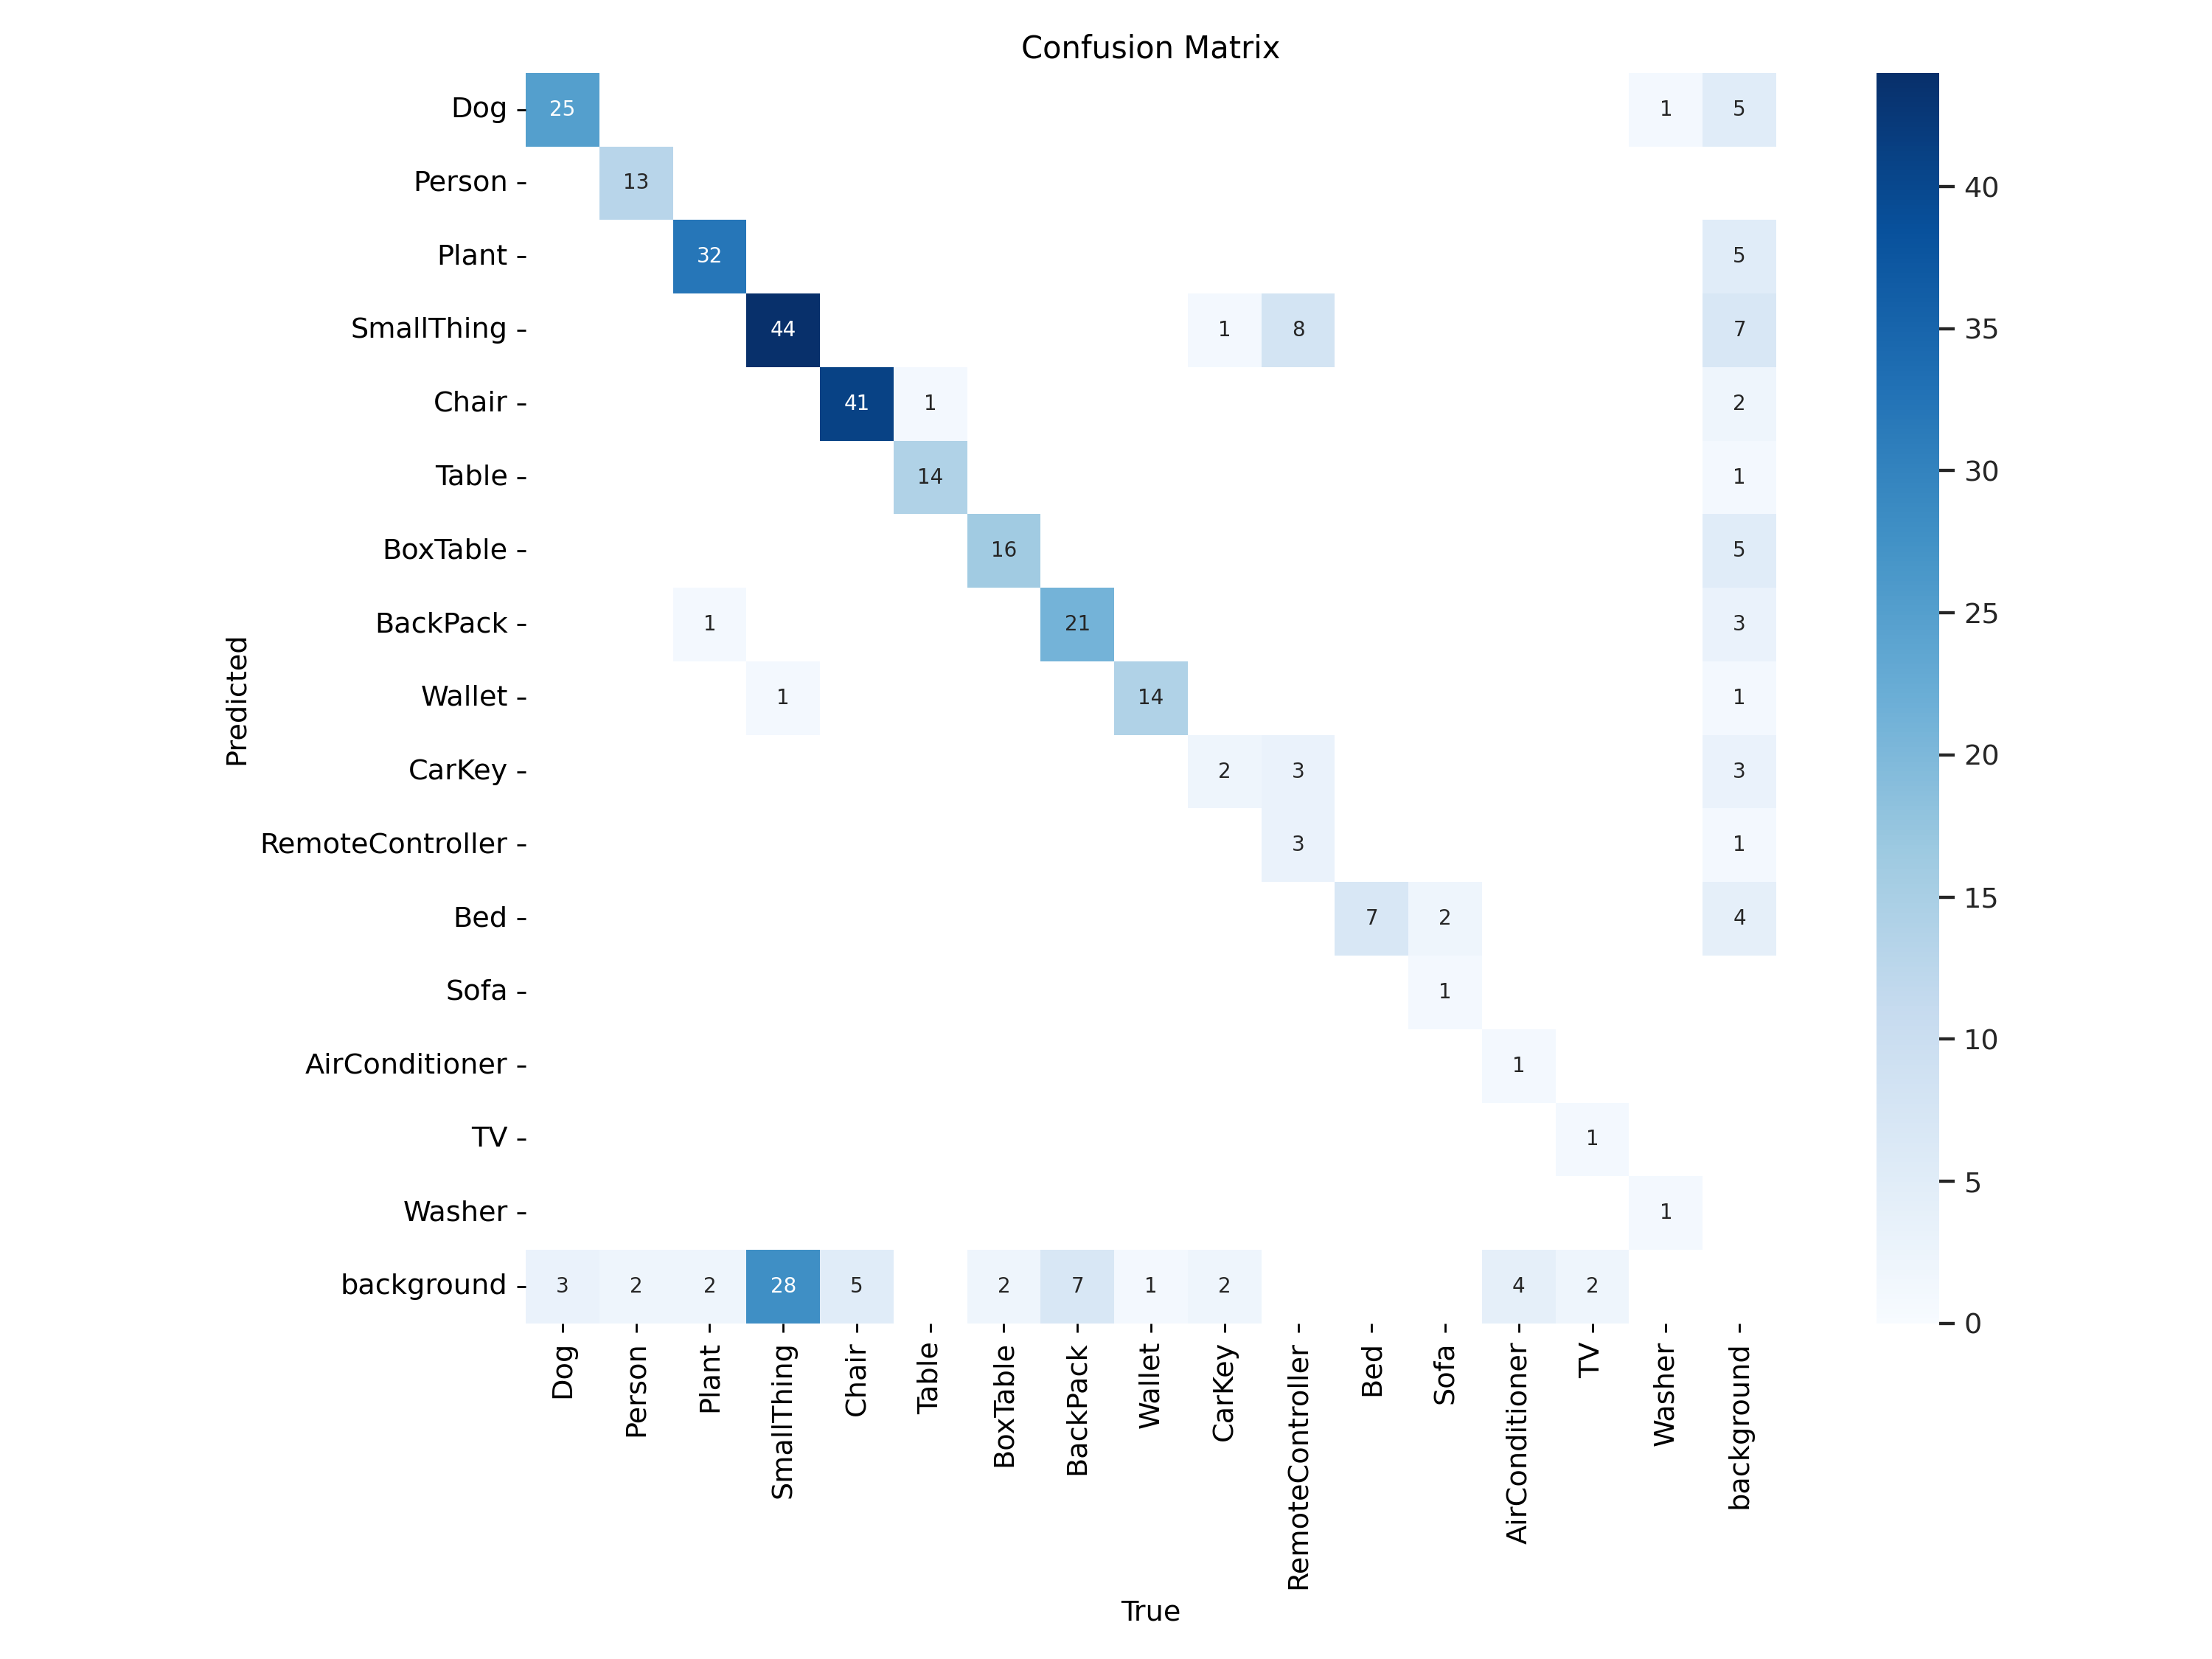 Confusion Matrix
Dog 25 1 5
Person 13
Plant 32 5
SmallThing 44 1 8 7
Chair 41 1 2
Table 14 1
BoxTable 16 5
BackPack 1 21 3
Wallet 1 14 1
CarKey 2 3 3
RemoteController 3 1
Bed 7 2 4
Sofa 1
AirConditioner 1
TV 1
Washer 1
background 3 2 2 28 5 2 7 1 2 4 2
Predicted
Dog Person Plant SmallThing Chair Table BoxTable BackPack Wallet CarKey RemoteController Bed Sofa AirConditioner TV Washer background
True
40
35
30
25
20
15
10
5
0